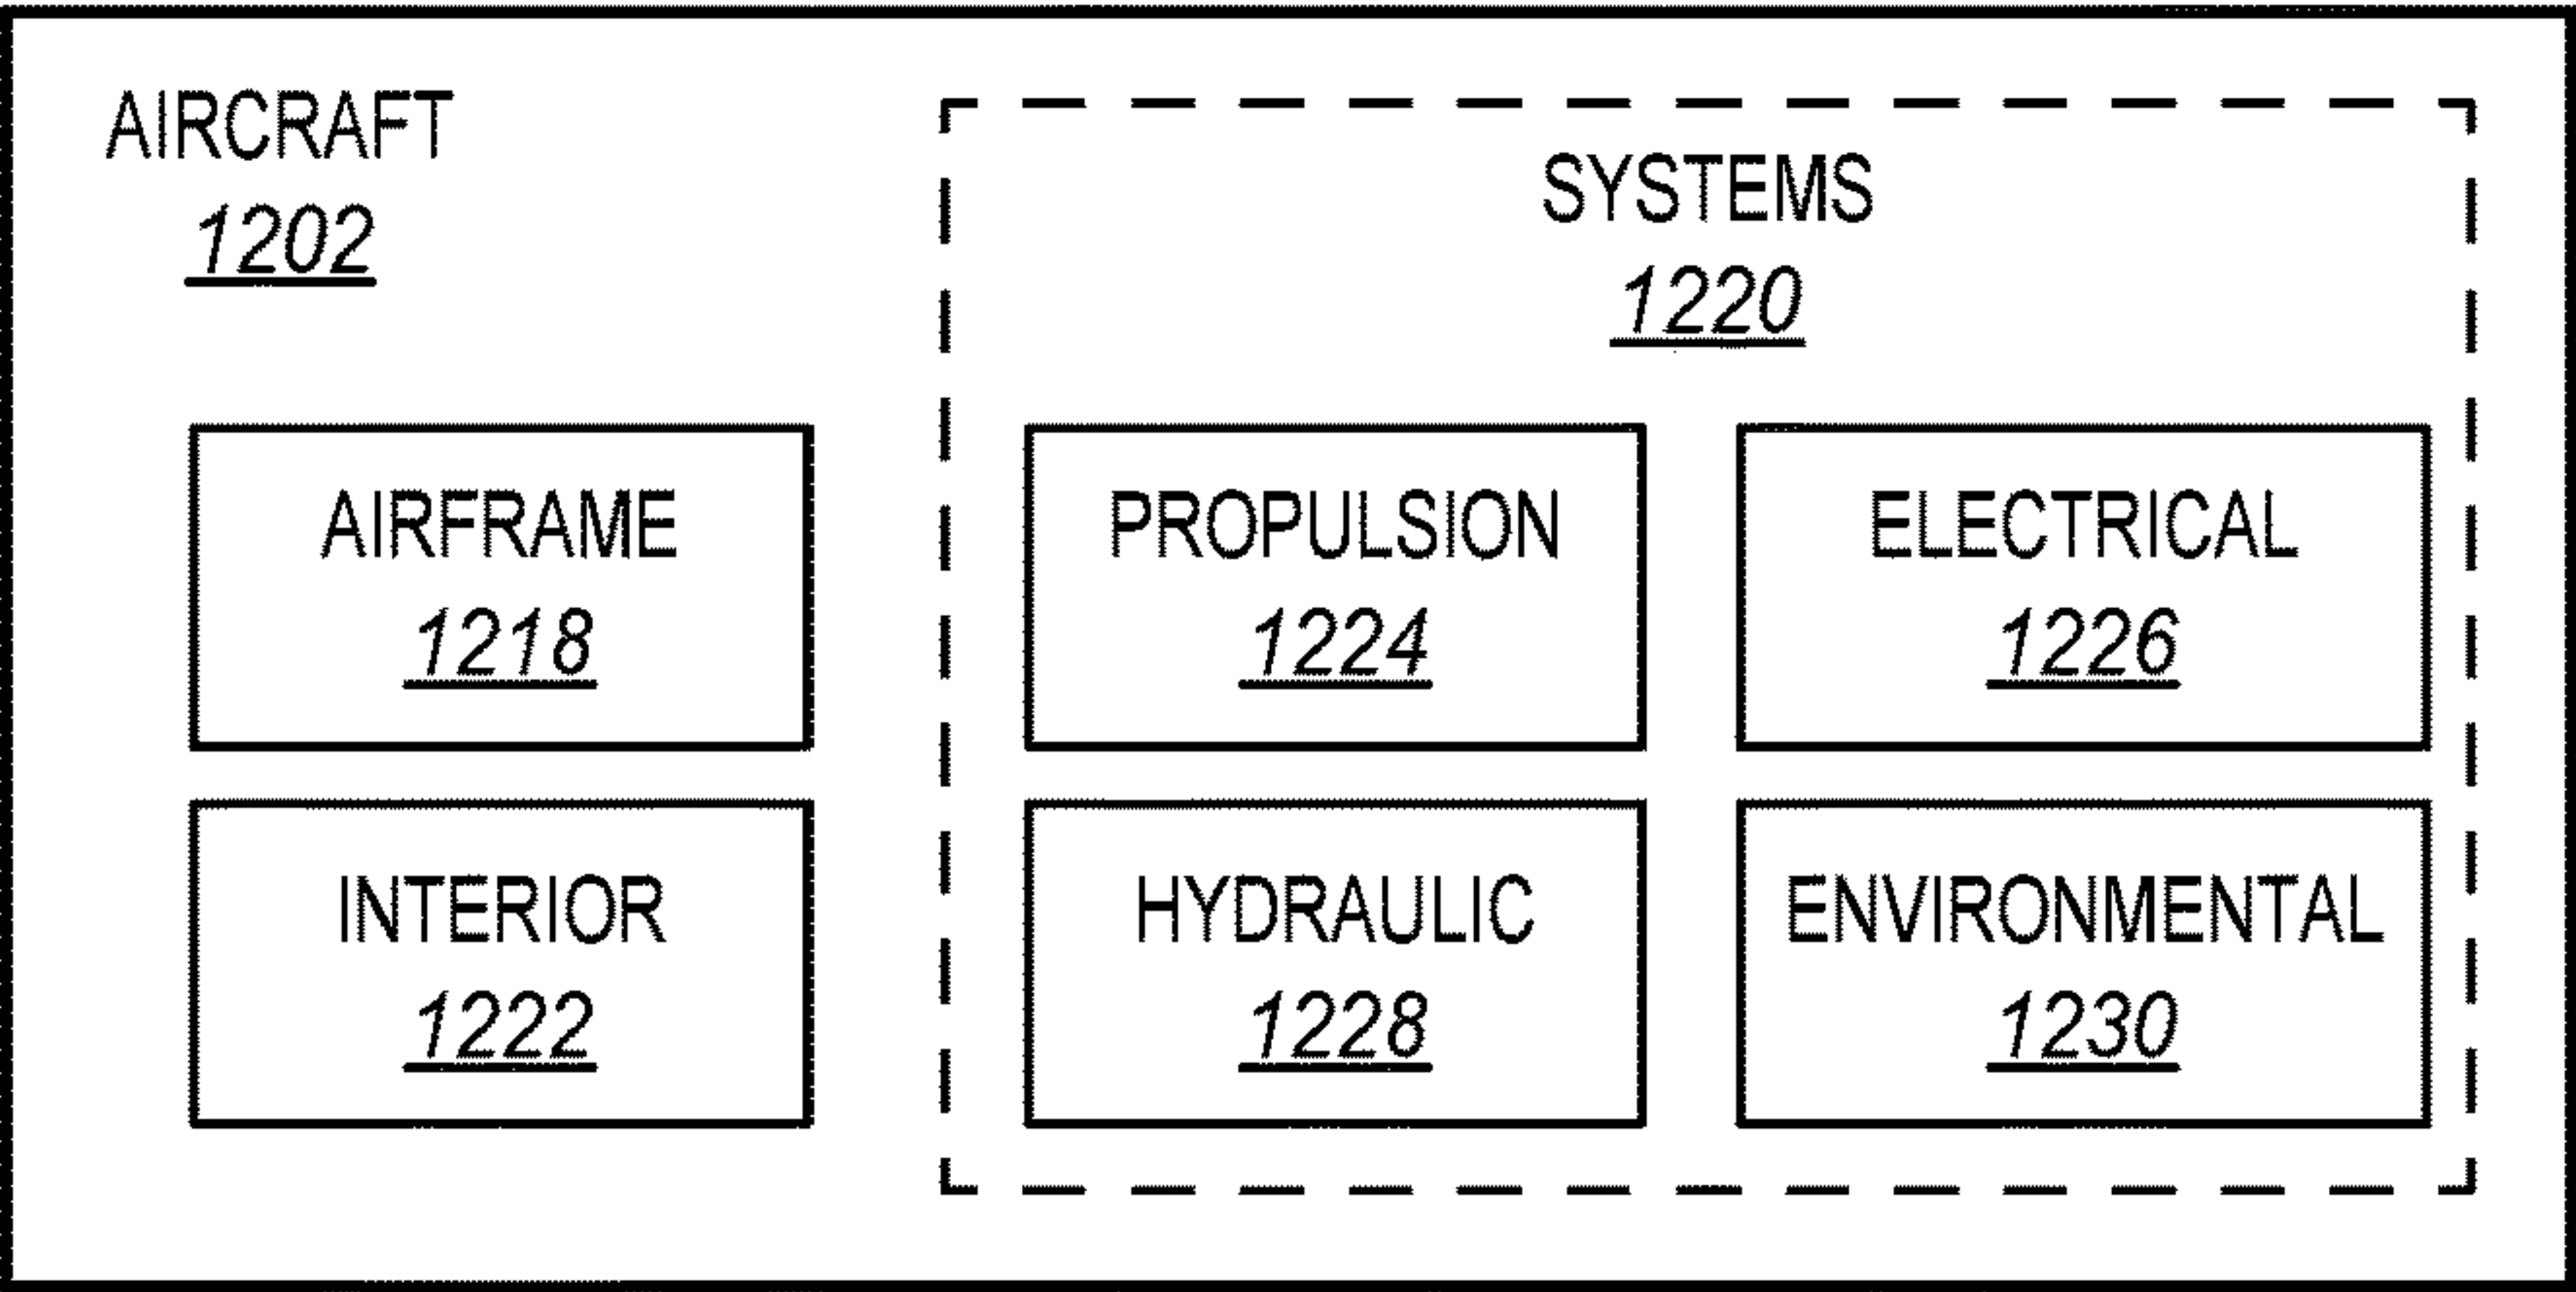 AIRCRAFT
1202
SYSTEMS
1220
AIRFRAME
1218
PROPULSION
1224
ELECTRICAL
1226
INTERIOR
1222
HYDRAULIC
1228
ENVIRONMENTAL
1230